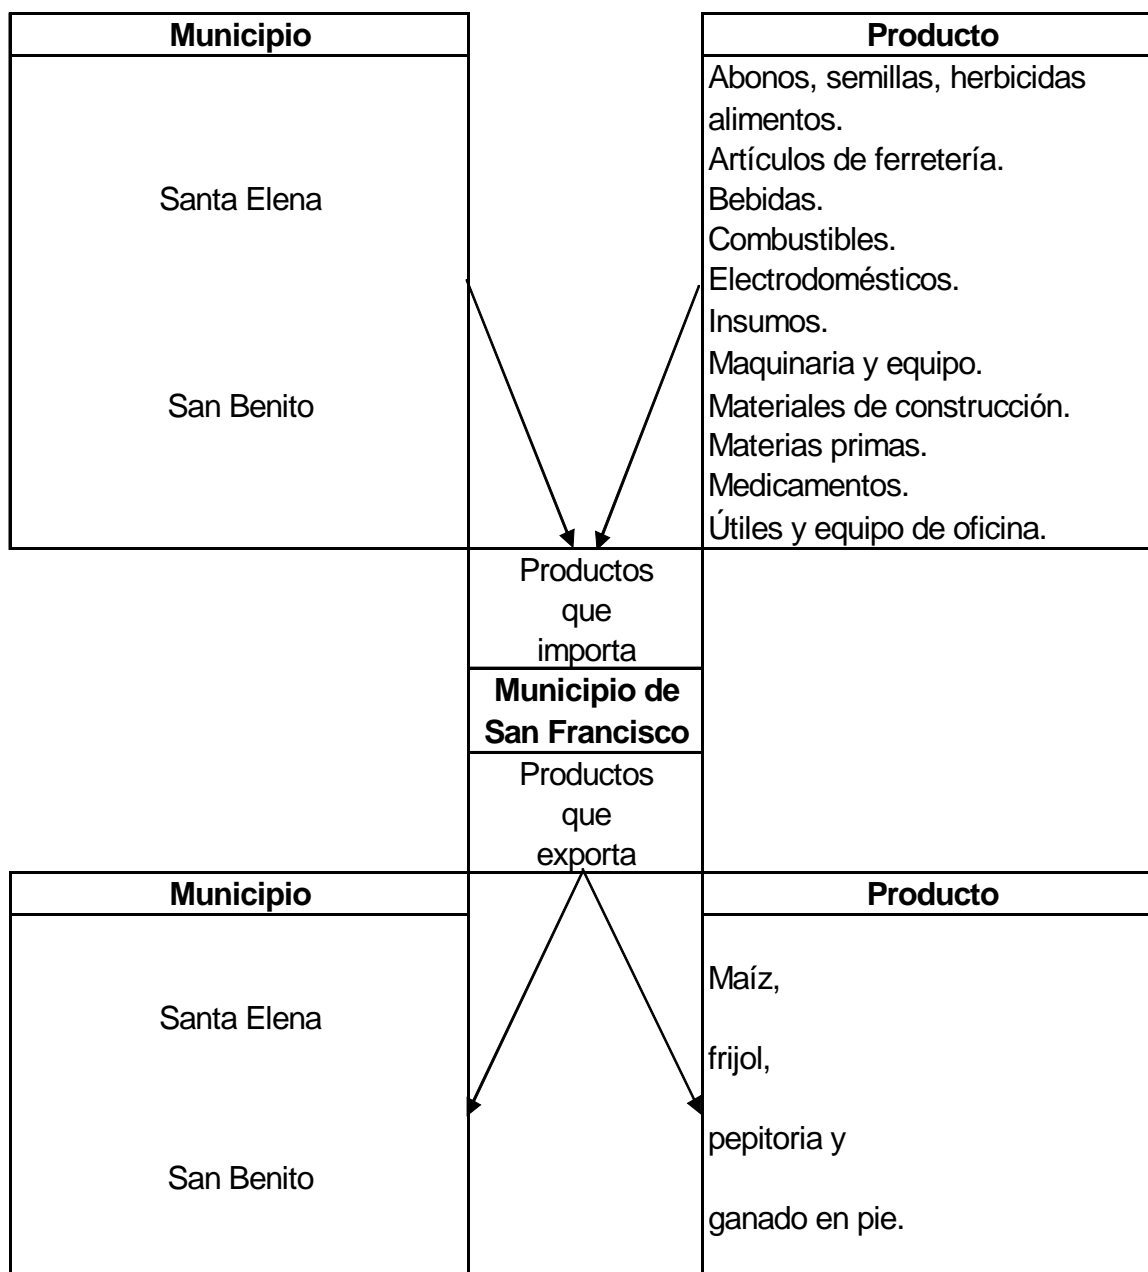 Municipio
Producto
Santa Elena
San Benito
Abonos, semillas, herbicidas
alimentos.
Artículos de ferretería.
Bebidas.
Combustibles.
Electrodomésticos.
Insumos.
Maquinaria y equipo.
Materiales de construcción.
Materias primas.
Medicamentos.
Útiles y equipo de oficina.
Productos
que
importa
Municipio de
San Francisco
Productos
que
exporta
Municipio
Producto
Santa Elena
San Benito
Maíz,
frijol,
pepitoria y
ganado en pie.